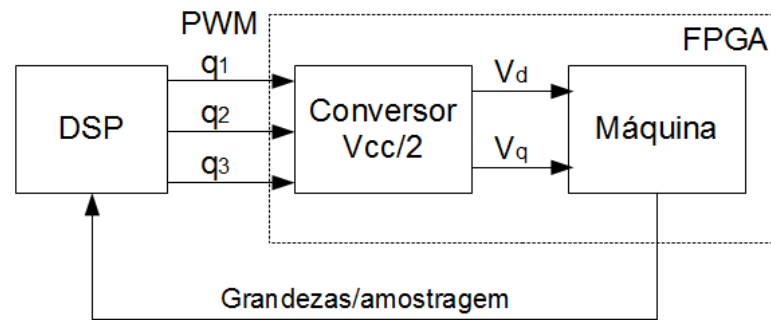 PWM
FPGA
DSP
q1
q2
q3
Conversor
Vcc/2
Vd
Vq
Máquina
Grandezas/amostragem